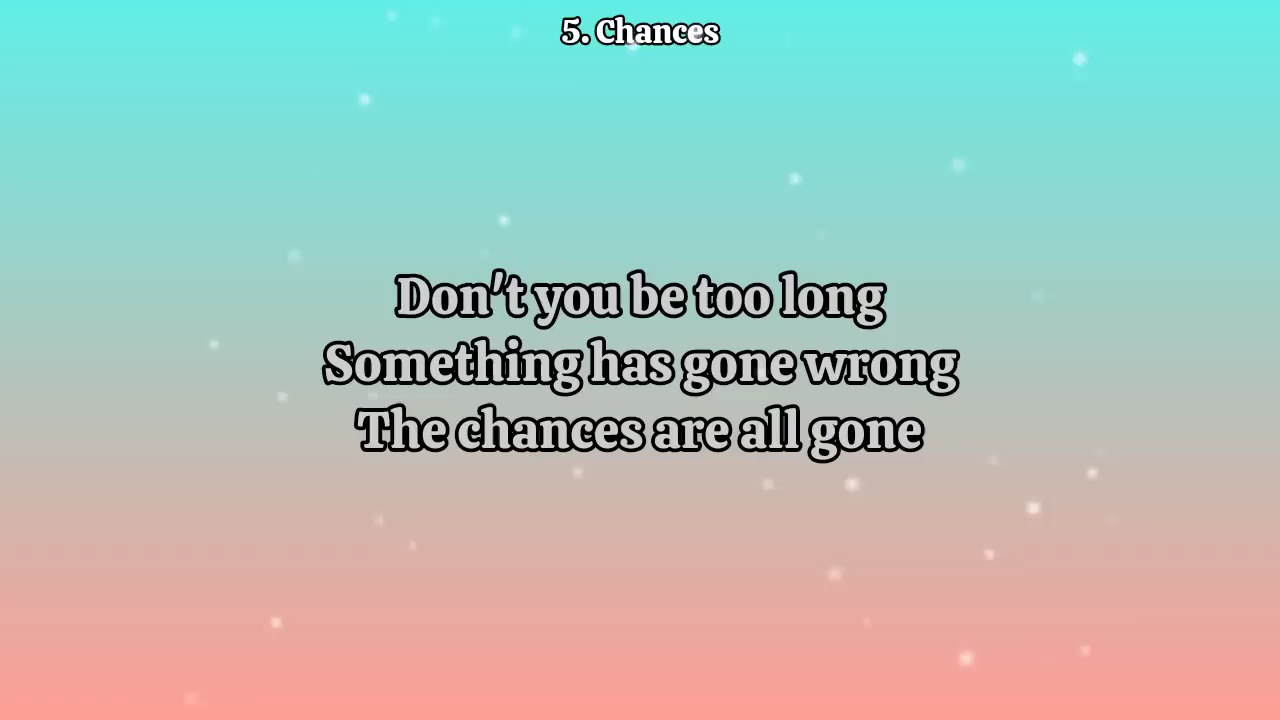 5. Chances
Don't you be too long
Something has gone wrong
The chances are all gone